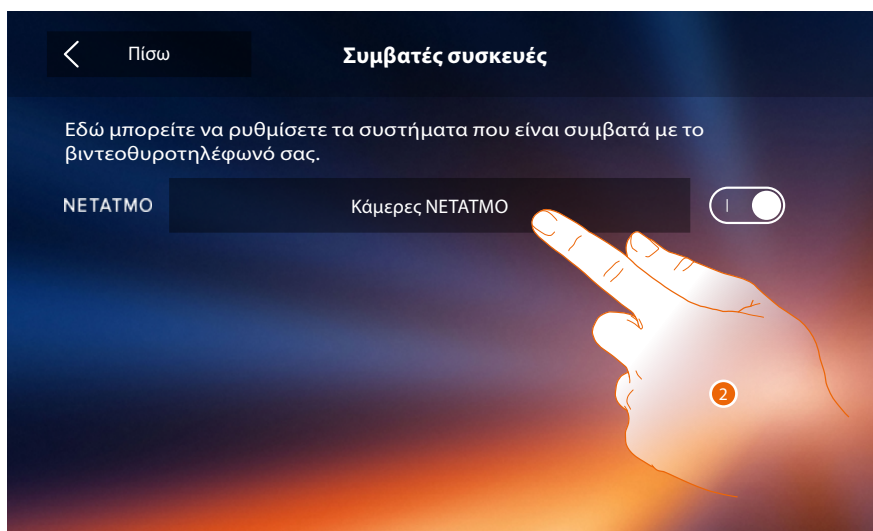 Πίσω
Συμβατές συσκευές
Εδώ μπορείτε να ρυθμίσετε τα συστήματα που είναι συμβατά με το
βιντεοθυροτηλέφωνό σας.
NETATMO
Κάμερες NETATMO
2